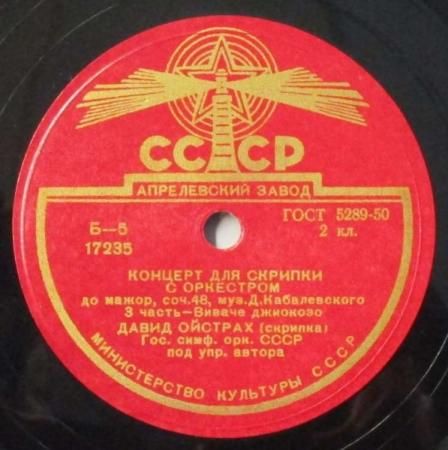 СССР
АПРЕЛЕВСКИЙ ЗАВОД
Б—5
17235
ГОСТ 5289-50
2 кл.
КОНЦЕРТ ДЛЯ СКРИПКИ
С ОРКЕСТРОМ
до мажор, соч.48, муз.Д.Кабалевского
3 часть—Виваче джиокозо
ДАВИД ОЙСТРАХ (скрипка)
Гос. симф. орк. СССР
под упр. автора
МИНИСТЕРСТВО КУЛЬТУРЫ СССР